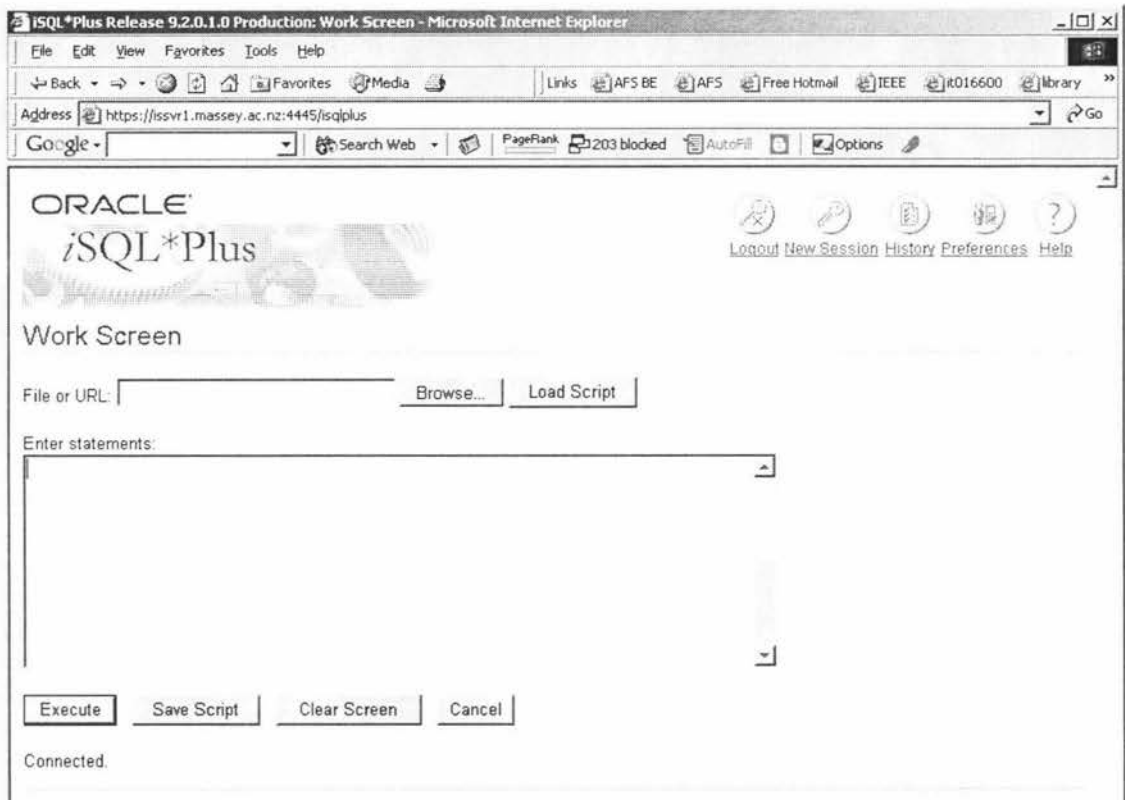 iSQL*Plus Release 9.2.0.1.0 Production: Work Screen - Microsoft Internet Explorer
File Edit View Favorites Tools Help
Back Favorites Media Links AFS BE AFS Free Hotmail IEEE it016600 library »
Address https://issvr1.massey.ac.nz:4445/isqlplus Go
Google Search Web PageRank 203 blocked AutoFill Options
ORACLE
iSQL*Plus
Logout New Session History Preferences Help
Work Screen
File or URL: Browse... Load Script
Enter statements:
Execute Save Script Clear Screen Cancel
Connected.